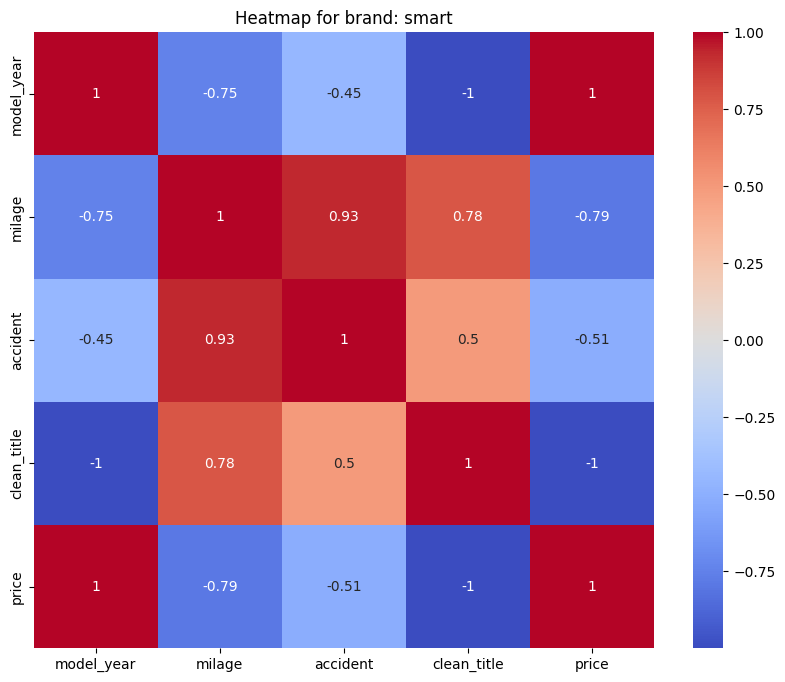 Heatmap for brand: smart
model_year 1 -0.75 -0.45 -1 1
milage -0.75 1 0.93 0.78 -0.79
accident -0.45 0.93 1 0.5 -0.51
clean_title -1 0.78 0.5 1 -1
price 1 -0.79 -0.51 -1 1
model_year milage accident clean_title price
1.00
0.75
0.50
0.25
0.00
−0.25
−0.50
−0.75